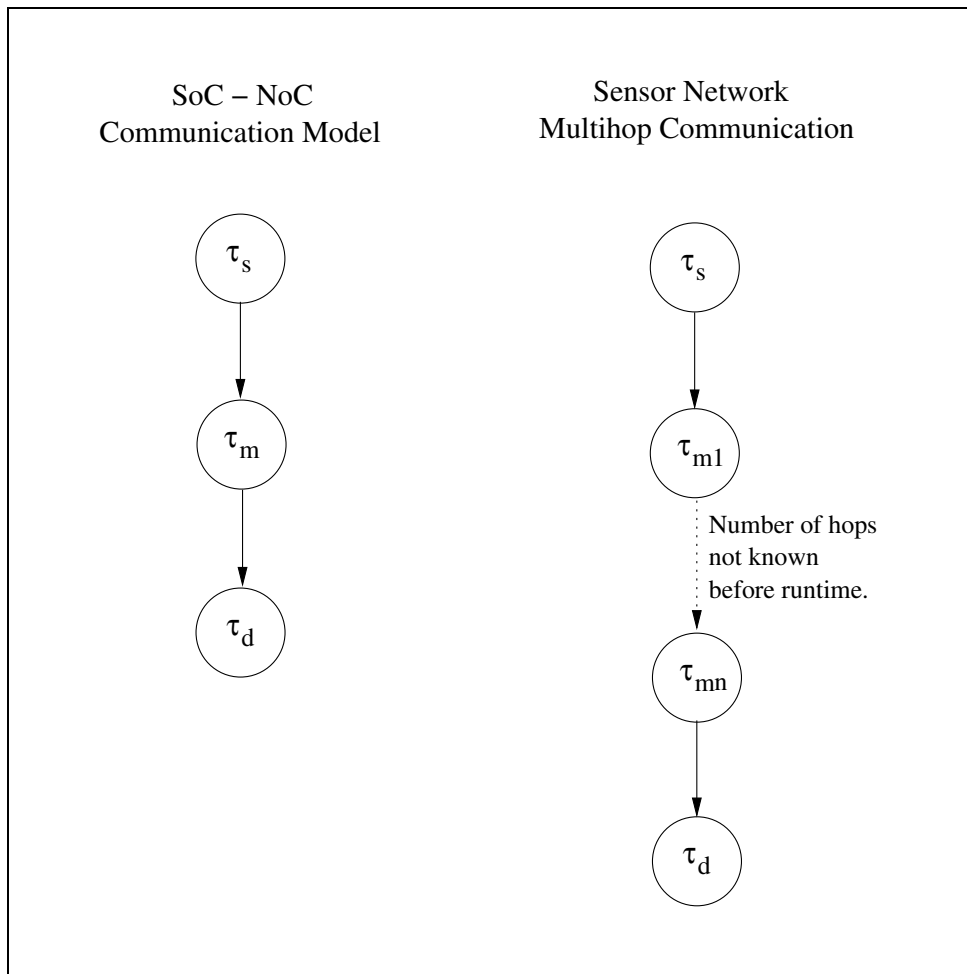 SoC – NoC
Communication Model
τs
τm
τd
Sensor Network
Multihop Communication
τs
τm1
Number of hops
not known
before runtime.
τmn
τd